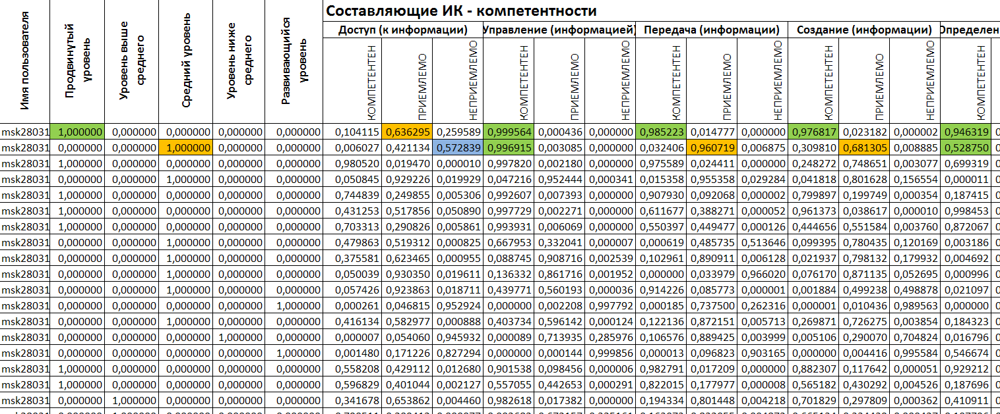 Составляющие ИК - компетентности
Имя пользователя
Продвинутый уровень
Уровень выше среднего
Средний уровень
Уровень ниже среднего
Развивающийся уровень
Доступ (к информации) Управление (информацией) Передача (информации) Создание (информации) Определен
КОМПЕТЕНТЕН ПРИЕМЛЕМО НЕПРИЕМЛЕМО КОМПЕТЕНТЕН ПРИЕМЛЕМО НЕПРИЕМЛЕМО КОМПЕТЕНТЕН ПРИЕМЛЕМО НЕПРИЕМЛЕМО КОМПЕТЕНТЕН ПРИЕМЛЕМО НЕПРИЕМЛЕМО КОМПЕТЕНТЕН
msk28031 1,000000 0,000000 0,000000 0,000000 0,000000 0,104115 0,636295 0,259589 0,999564 0,000436 0,000000 0,985223 0,014777 0,000000 0,976817 0,023182 0,000002 0,946319 0
msk28031 0,000000 0,000000 1,000000 0,000000 0,000000 0,006027 0,421134 0,572839 0,996915 0,003085 0,000000 0,032406 0,960719 0,006875 0,309810 0,681305 0,008885 0,528750 0
msk28031 1,000000 0,000000 0,000000 0,000000 0,000000 0,980520 0,019470 0,000010 0,997820 0,002180 0,000000 0,975589 0,024411 0,000000 0,248272 0,748651 0,003077 0,699319 0
msk28031 0,000000 0,000000 1,000000 0,000000 0,000000 0,050845 0,929226 0,019929 0,047216 0,952444 0,000341 0,015358 0,955358 0,029284 0,041818 0,801628 0,156554 0,000011 0
msk28031 1,000000 0,000000 0,000000 0,000000 0,000000 0,744839 0,249855 0,005306 0,992607 0,007393 0,000000 0,907930 0,092068 0,000002 0,799897 0,199749 0,000354 0,187415 0
msk28031 1,000000 0,000000 0,000000 0,000000 0,000000 0,431253 0,517856 0,050890 0,997729 0,002271 0,000000 0,611677 0,388271 0,000052 0,961373 0,038617 0,000010 0,998453 0
msk28031 1,000000 0,000000 0,000000 0,000000 0,000000 0,703313 0,290826 0,005861 0,993931 0,006069 0,000000 0,550397 0,449477 0,000126 0,444656 0,551584 0,003760 0,872067 0
msk28031 0,000000 0,000000 1,000000 0,000000 0,000000 0,479863 0,519312 0,000825 0,667953 0,332041 0,000007 0,000619 0,485735 0,513646 0,099395 0,780435 0,120169 0,003186 0
msk28031 0,000000 0,000000 1,000000 0,000000 0,000000 0,375581 0,623465 0,000955 0,088745 0,908716 0,002539 0,102961 0,890911 0,006128 0,021937 0,798132 0,179932 0,004692 0
msk28031 0,000000 0,000000 1,000000 0,000000 0,000000 0,050039 0,930350 0,019611 0,136332 0,861716 0,001952 0,000000 0,033979 0,966020 0,076170 0,871135 0,052695 0,000996 0
msk28031 0,000000 0,000000 1,000000 0,000000 0,000000 0,057426 0,923863 0,018711 0,439771 0,560193 0,000036 0,914226 0,085773 0,000001 0,001884 0,499238 0,498878 0,021097 0
msk28031 0,000000 0,000000 0,000000 0,000000 1,000000 0,000261 0,046815 0,952924 0,000000 0,002208 0,997792 0,000185 0,737500 0,262316 0,000001 0,010436 0,989563 0,000000 0
msk28031 0,000000 0,000000 1,000000 0,000000 0,000000 0,416134 0,582977 0,000888 0,403734 0,596142 0,000124 0,122136 0,872151 0,005713 0,269871 0,726275 0,003854 0,184323 0
msk28031 0,000000 0,000000 0,000000 1,000000 0,000000 0,000007 0,054060 0,945932 0,000089 0,713935 0,285976 0,106576 0,889425 0,003999 0,005106 0,290070 0,704824 0,016796 0
msk28031 0,000000 0,000000 0,000000 0,000000 1,000000 0,001480 0,171226 0,827294 0,000000 0,000144 0,999856 0,000013 0,096823 0,903165 0,000000 0,004416 0,995584 0,546674 0
msk28031 1,000000 0,000000 0,000000 0,000000 0,000000 0,558208 0,429112 0,012680 0,901538 0,098456 0,000006 0,982791 0,017209 0,000000 0,882307 0,117642 0,000051 0,929212 0
msk28031 1,000000 0,000000 0,000000 0,000000 0,000000 0,596829 0,401044 0,002127 0,557055 0,442653 0,000291 0,822015 0,177977 0,000008 0,565182 0,430292 0,004526 0,187696 0
msk28031 0,000000 1,000000 0,000000 0,000000 0,000000 0,341678 0,653862 0,004460 0,982618 0,017382 0,000000 0,194334 0,801448 0,004218 0,701829 0,297809 0,000362 0,410911 0